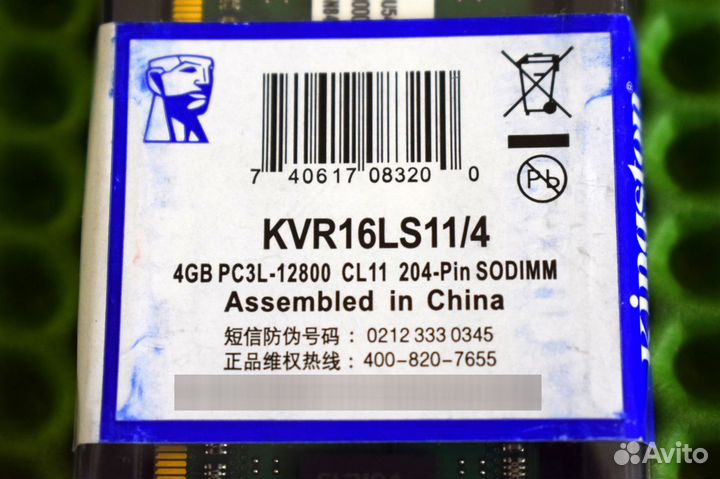 7 40617 08320 0
Pb
KVR16LS11/4
4GB PC3L-12800 CL11 204-Pin SODIMM
Assembled in China
短信防伪号码：0212 333 0345
正品维权热线：400-820-7655
Kingston
Avito